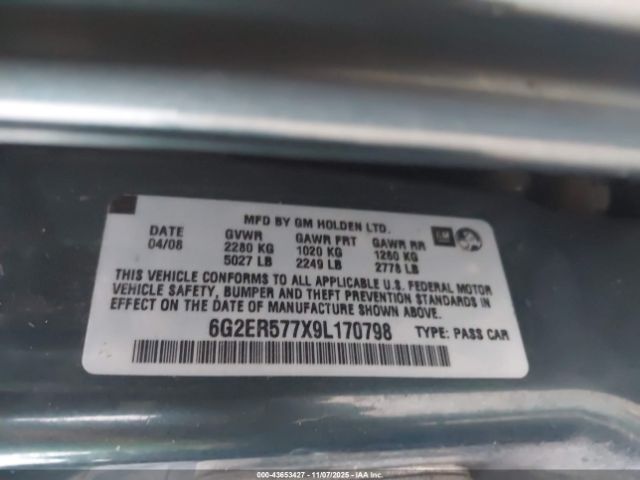 MFD BY GM HOLDEN LTD.
DATE GVWR GAWR FRT GAWR RR
04/08 2280 KG 1020 KG 1260 KG
5027 LB 2249 LB 2778 LB
THIS VEHICLE CONFORMS TO ALL APPLICABLE U.S. FEDERAL MOTOR
VEHICLE SAFETY, BUMPER AND THEFT PREVENTION STANDARDS IN
EFFECT ON THE DATE OF MANUFACTURE SHOWN ABOVE.
6G2ER577X9L170798 TYPE: PASS CAR
000-43653427 - 11/07/2025 - IAA Inc.